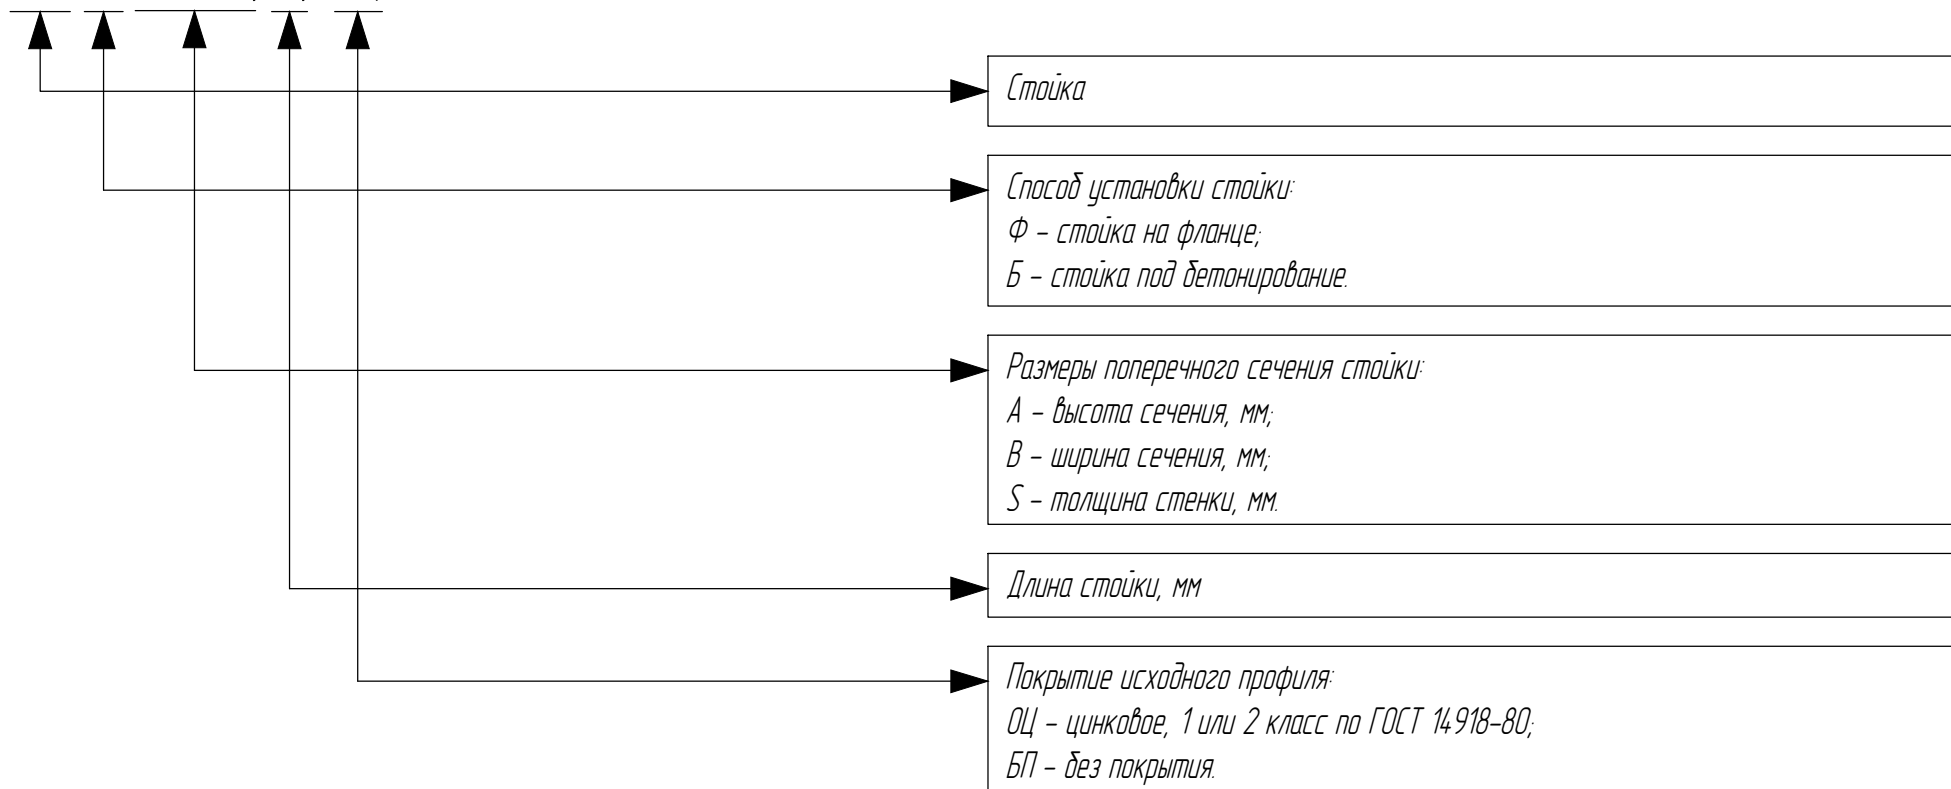 Стойка
Способ установки стойки:
Ф – стойка на фланце;
Б – стойка под бетонирование.
Размеры поперечного сечения стойки:
А – высота сечения, мм;
В – ширина сечения, мм;
S – толщина стенки, мм.
Длина стойки, мм
Покрытие исходного профиля:
ОЦ – цинковое, 1 или 2 класс по ГОСТ 14918-80;
БП – без покрытия.